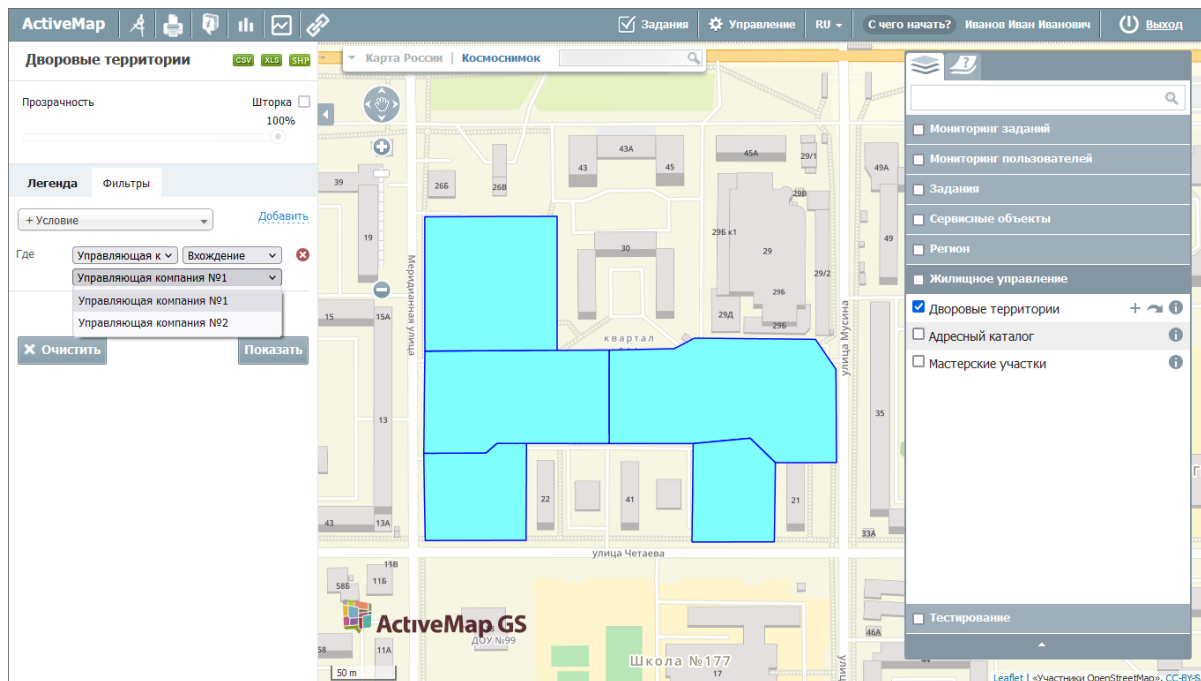 ActiveMap
Задания
Управление
RU
С чего начать?
Иванов Иван Иванович
Выход
Дворовые территории
CSV XLS SHP
Прозрачность
Шторка
100%
Легенда
Фильтры
+ Условие
Добавить
Где
Управляющая к
Вхождение
Управляющая компания №1
Управляющая компания №1
Управляющая компания №2
Очистить
Показать
Карта России | Космоснимок
43А
43
45
45А
29/1
49А
39
26Б
26В
29В
19
30
29Б к1
29
49
29/2
Меридианная улица
29Б
15
15А
29Д
29Б
квартал
улица Мусина
13
35
22
41
21
43
13А
33А
улица Четаева
11В
58Б
11Б
ActiveMap GS
ДОУ №99
46А
58
11А
Школа №177
17
44
50 m
Мониторинг заданий
Мониторинг пользователей
Задания
Сервисные объекты
Регион
Жилищное управление
Дворовые территории
Адресный каталог
Мастерские участки
Тестирование
Leaflet | «Участники OpenStreetMap», CC-BY-S